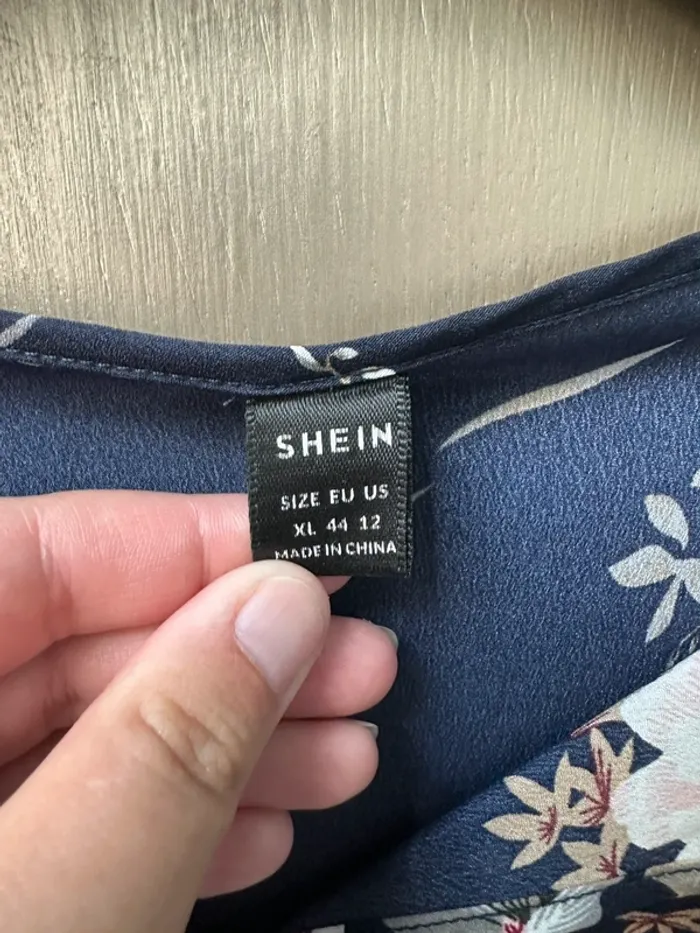 SHEIN
SIZE EU US
XL 44 12
MADE IN CHINA